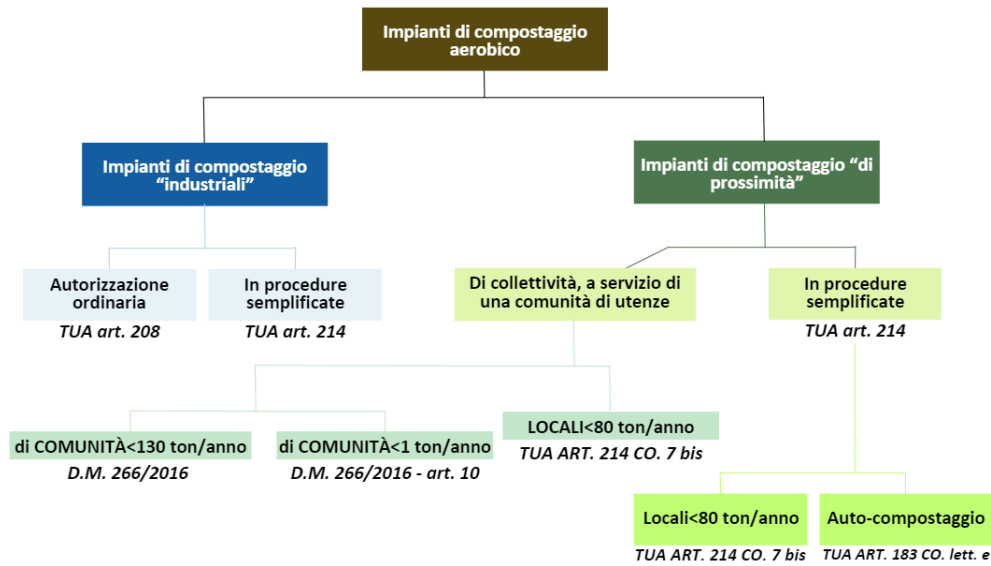 Impianti di compostaggio
aerobico
Impianti di compostaggio
“industriali”
Impianti di compostaggio “di
prossimità”
Autorizzazione
ordinaria
TUA art. 208
In procedure
semplificate
TUA art. 214
Di collettività, a servizio di
una comunità di utenze
In procedure
semplificate
TUA art. 214
di COMUNITÀ<130 ton/anno
D.M. 266/2016
di COMUNITÀ<1 ton/anno
D.M. 266/2016 - art. 10
LOCALI<80 ton/anno
TUA ART. 214 CO. 7 bis
Locali<80 ton/anno
TUA ART. 214 CO. 7 bis
Auto-compostaggio
TUA ART. 183 CO. lett. e